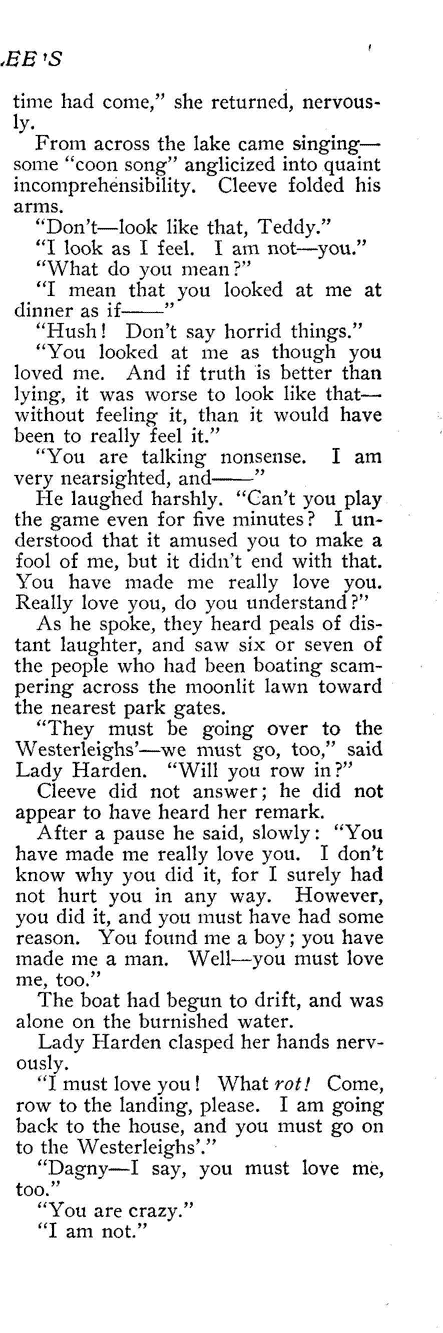 .EE'S
time had come,” she returned, nervous-
ly.
From across the lake came singing—
some “coon song” anglicized into quaint
incomprehensibility. Cleeve folded his
arms.
“Don't—look like that, Teddy.”
“I look as I feel. I am not—you.”
“What do you mean?”
“I mean that you looked at me at
dinner as if——”
“Hush! Don't say horrid things.”
“You looked at me as though you
loved me. And if truth is better than
lying, it was worse to look like that—
without feeling it, than it would have
been to really feel it.”
“You are talking nonsense. I am
very nearsighted, and——”
He laughed harshly. “Can't you play
the game even for five minutes? I un-
derstood that it amused you to make a
fool of me, but it didn't end with that.
You have made me really love you.
Really love you, do you understand?”
As he spoke, they heard peals of dis-
tant laughter, and saw six or seven of
the people who had been boating scam-
pering across the moonlit lawn toward
the nearest park gates.
“They must be going over to the
Westerleighs'—we must go, too,” said
Lady Harden. “Will you row in?”
Cleeve did not answer; he did not
appear to have heard her remark.
After a pause he said, slowly: “You
have made me really love you. I don't
know why you did it, for I surely had
not hurt you in any way. However,
you did it, and you must have had some
reason. You found me a boy; you have
made me a man. Well—you must love
me, too.”
The boat had begun to drift, and was
alone on the burnished water.
Lady Harden clasped her hands nerv-
ously.
“I must love you! What rot! Come,
row to the landing, please. I am going
back to the house, and you must go on
to the Westerleighs'.”
“Dagny—I say, you must love me,
too.”
“You are crazy.”
“I am not.”